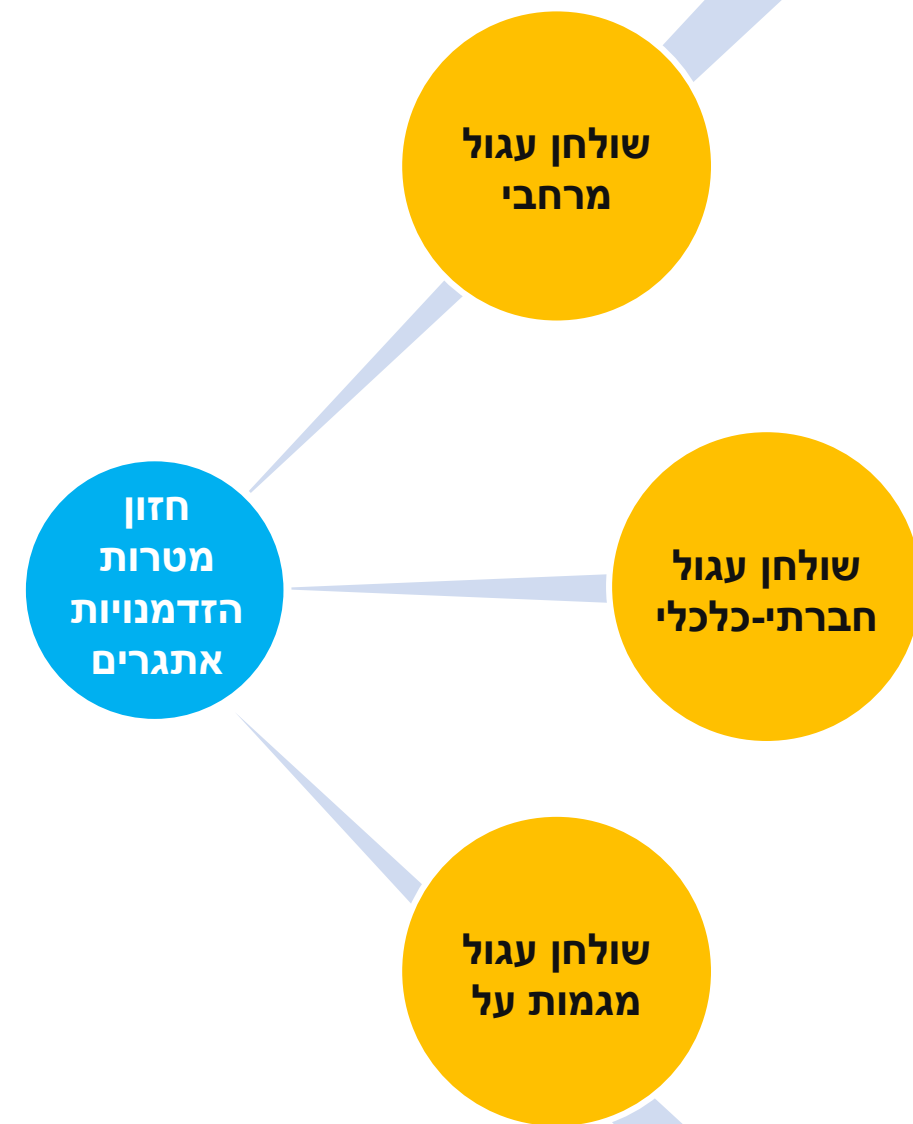 שולחן עגול
מרחבי
חזון
מטרות
הזדמנויות
אתגרים
שולחן עגול
חברתי-כלכלי
שולחן עגול
מגמות על